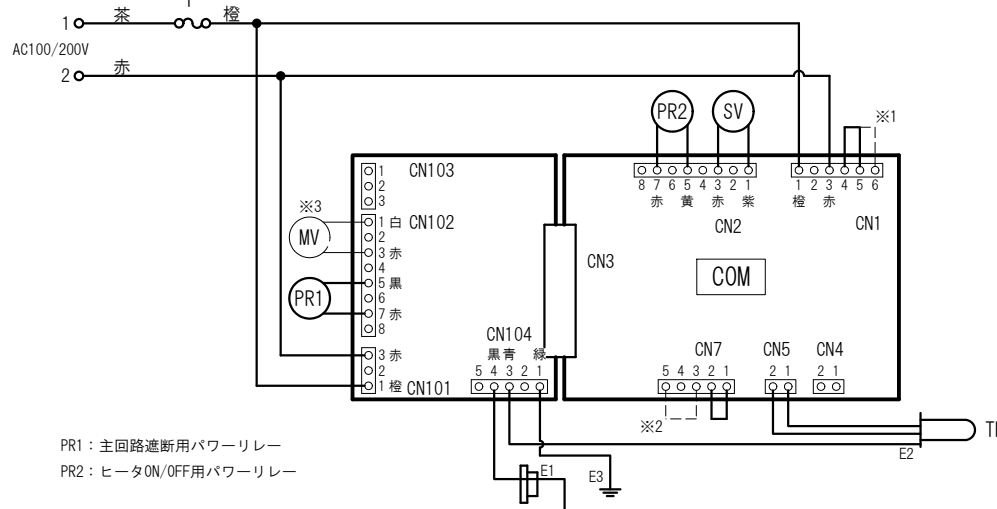 1 茶 橙
AC100/200V
2 赤
PR2 SV ※1
8 7 6 5 4 3 2 1
赤 黄 赤 紫
CN2
1 2 3 4 5 6
橙 赤
CN1
1 CN103
2
3
※3
MV
1 白 CN102
2
3 赤
4
PR1
5 黒
6
7 赤
8
CN3
COM
CN104
黒 青 緑
5 4 3 2 1
3 赤
2
1 橙 CN101
CN7 CN5 CN4
5 4 3 2 1
2 1
2 1
※2
E2
E1
E3
PR1：主回路遮断用パワーリレー
PR2：ヒータON/OFF用パワーリレー